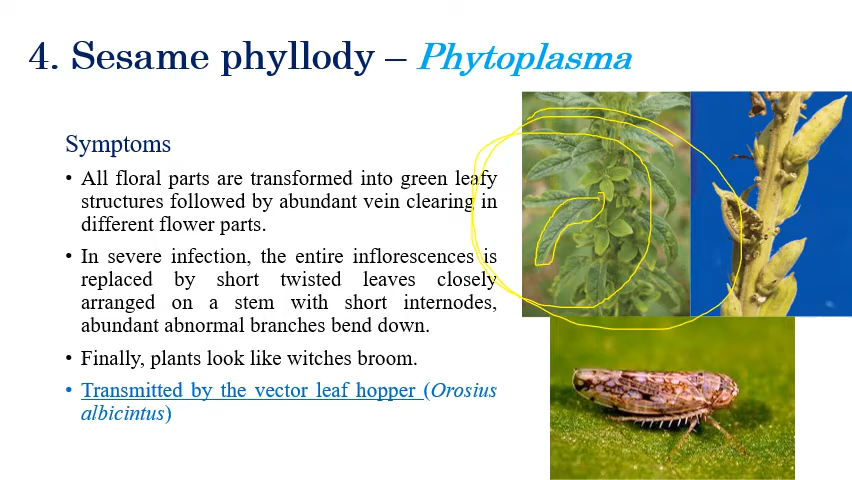 4. Sesame phyllody – Phytoplasma
Symptoms
• All floral parts are transformed into green leafy
structures followed by abundant vein clearing in
different flower parts.
• In severe infection, the entire inflorescences is
replaced by short twisted leaves closely
arranged on a stem with short internodes,
abundant abnormal branches bend down.
• Finally, plants look like witches broom.
• Transmitted by the vector leaf hopper (Orosius
albicintus)